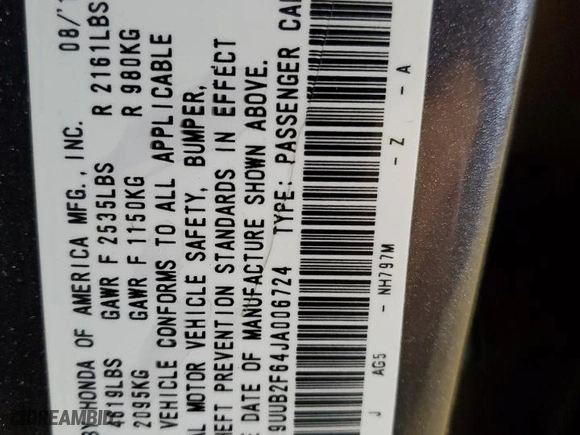 HONDA OF AMERICA MFG., INC. 08/'1
4619LBS GAWR F 2535LBS R 2161LBS
2095KG GAWR F 1150KG R 980KG
VEHICLE CONFORMS TO ALL APPLICABLE
AL MOTOR VEHICLE SAFETY, BUMPER,
HEFT PREVENTION STANDARDS IN EFFECT
E DATE OF MANUFACTURE SHOWN ABOVE.
9UUB2F64JA006724 TYPE: PASSENGER CA
J AG5 - NH797M - Z - A